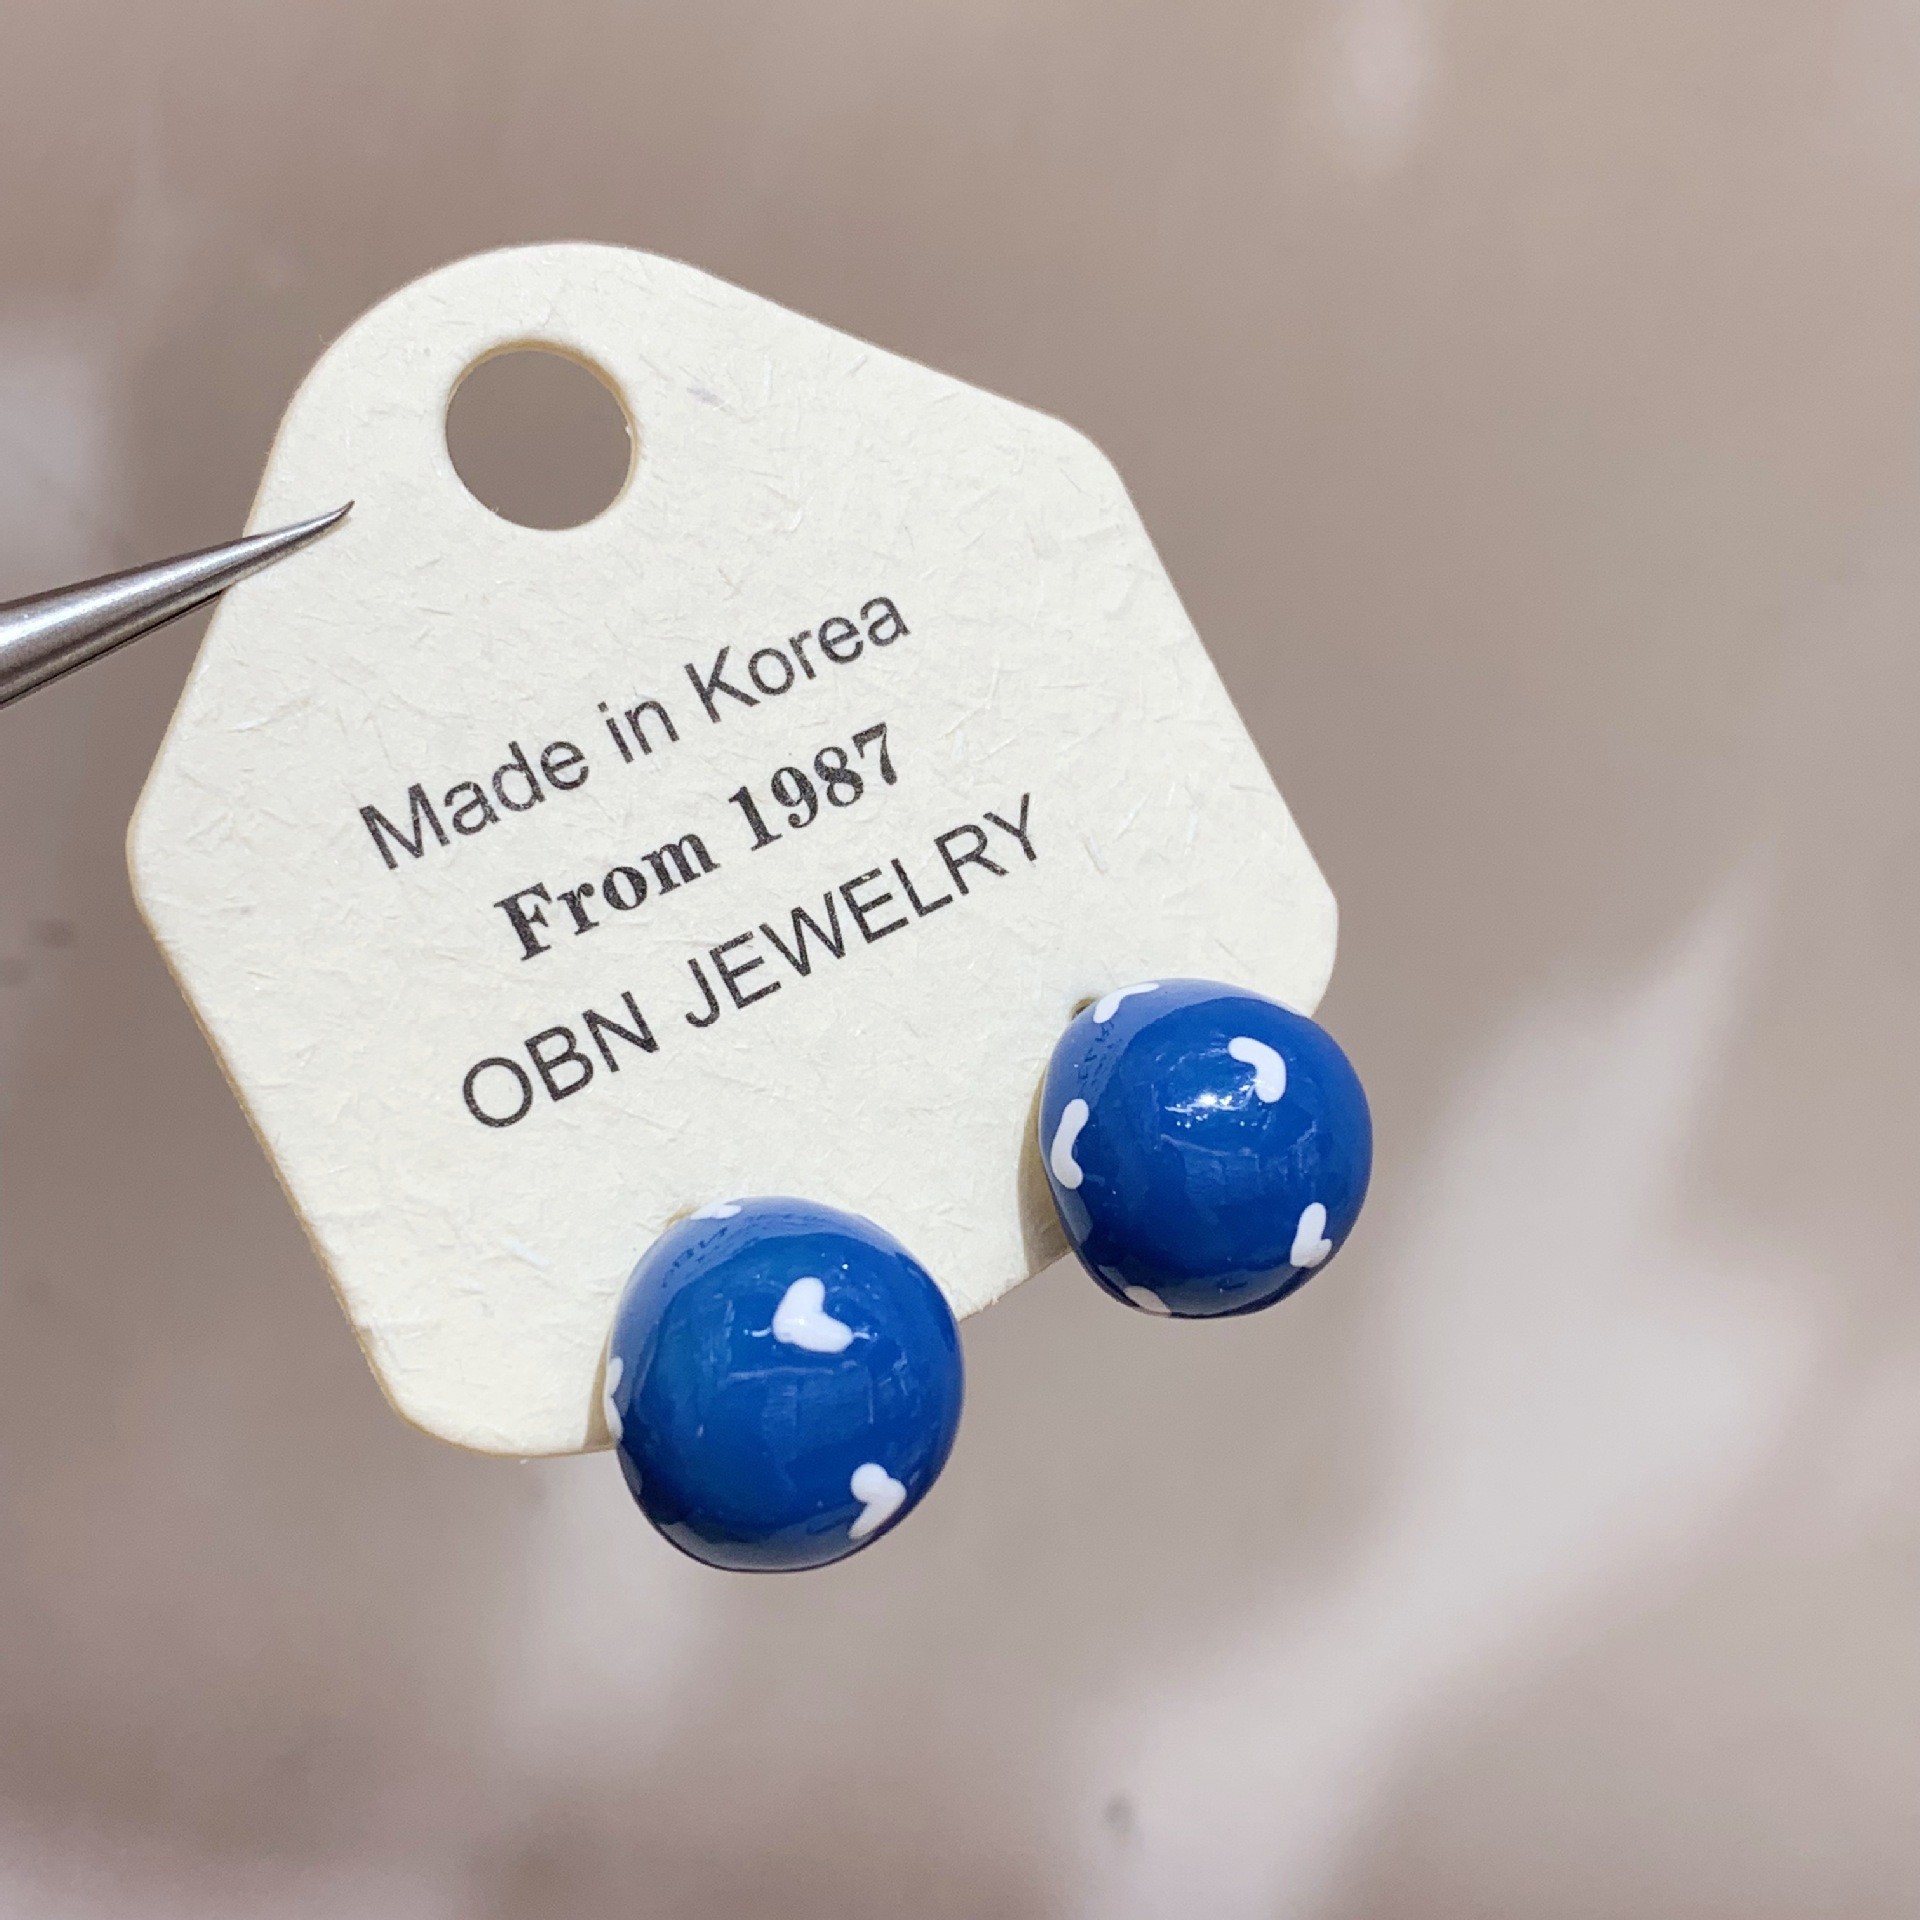 Made in Korea
From 1987
OBN JEWELRY